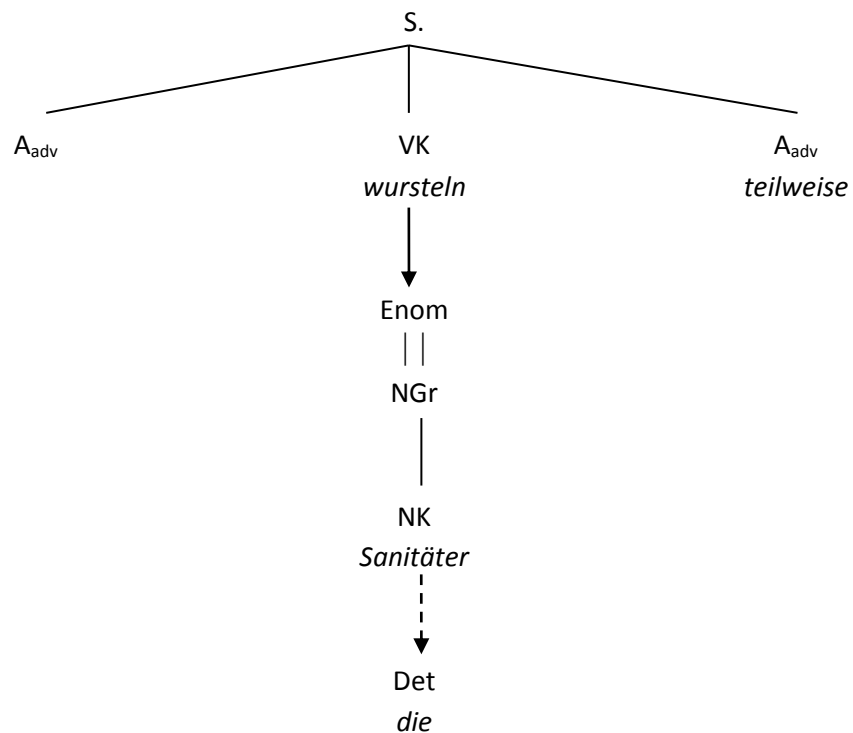 S.
Aadv VK Aadv
wursteln teilweise
Enom
NGr
NK
Sanitäter
Det
die